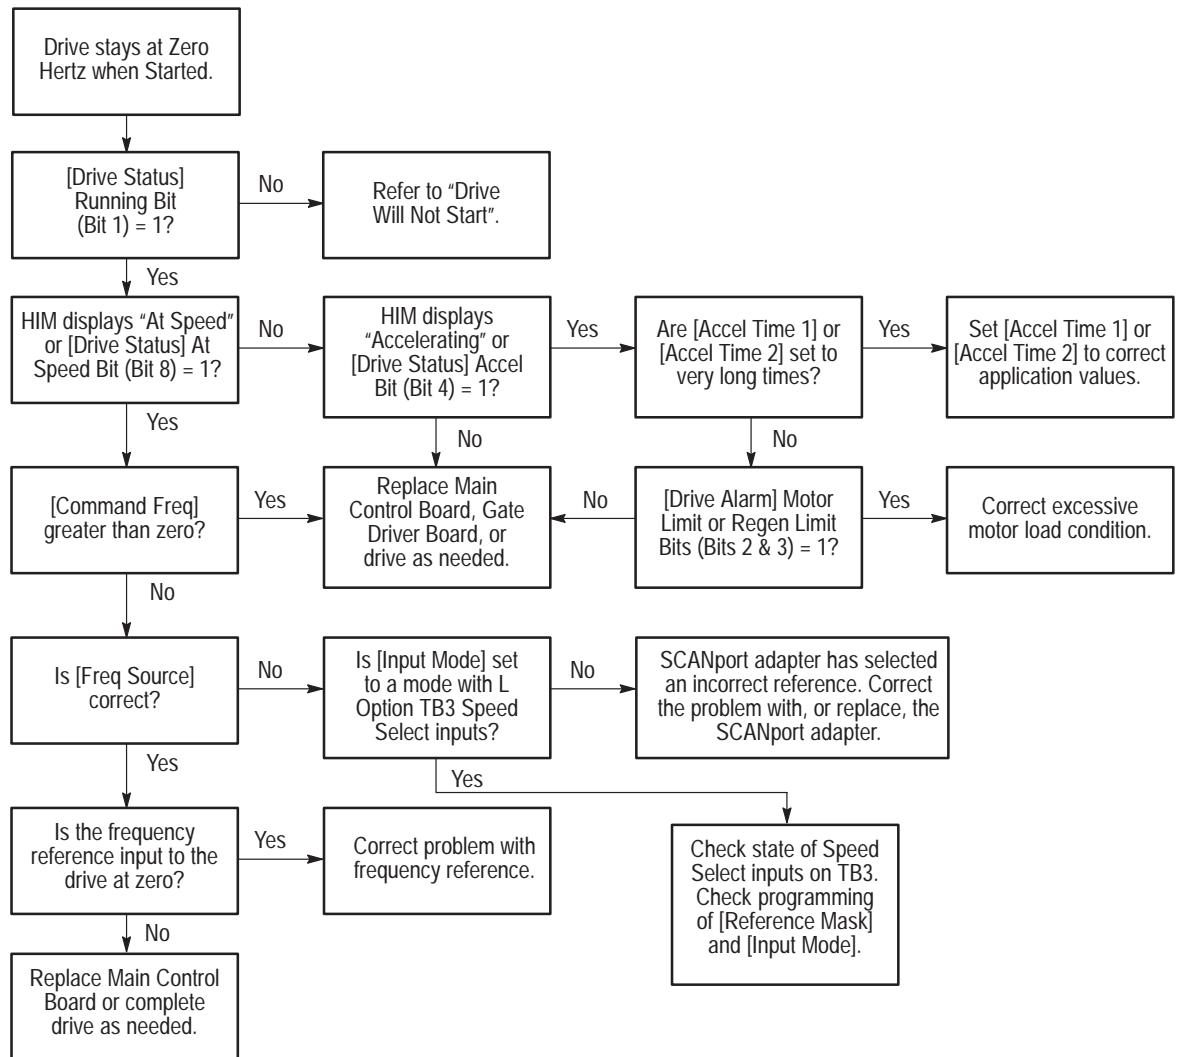 Drive stays at Zero
Hertz when Started.
[Drive Status]
Running Bit
(Bit 1) = 1?
No
Refer to “Drive
Will Not Start”.
Yes
HIM displays “At Speed”
or [Drive Status] At
Speed Bit (Bit 8) = 1?
No
HIM displays
“Accelerating” or
[Drive Status] Accel
Bit (Bit 4) = 1?
Yes
Are [Accel Time 1] or
[Accel Time 2] set to
very long times?
Yes
Set [Accel Time 1] or
[Accel Time 2] to correct
application values.
Yes
No
No
[Command Freq]
greater than zero?
Yes
Replace Main
Control Board, Gate
Driver Board, or
drive as needed.
No
[Drive Alarm] Motor
Limit or Regen Limit
Bits (Bits 2 & 3) = 1?
Yes
Correct excessive
motor load condition.
No
Is [Freq Source]
correct?
No
Is [Input Mode] set
to a mode with L
Option TB3 Speed
Select inputs?
No
SCANport adapter has selected
an incorrect reference. Correct
the problem with, or replace, the
SCANport adapter.
Yes
Yes
Is the frequency
reference input to the
drive at zero?
Yes
Correct problem with
frequency reference.
Check state of Speed
Select inputs on TB3.
Check programming
of [Reference Mask]
and [Input Mode].
No
Replace Main Control
Board or complete
drive as needed.